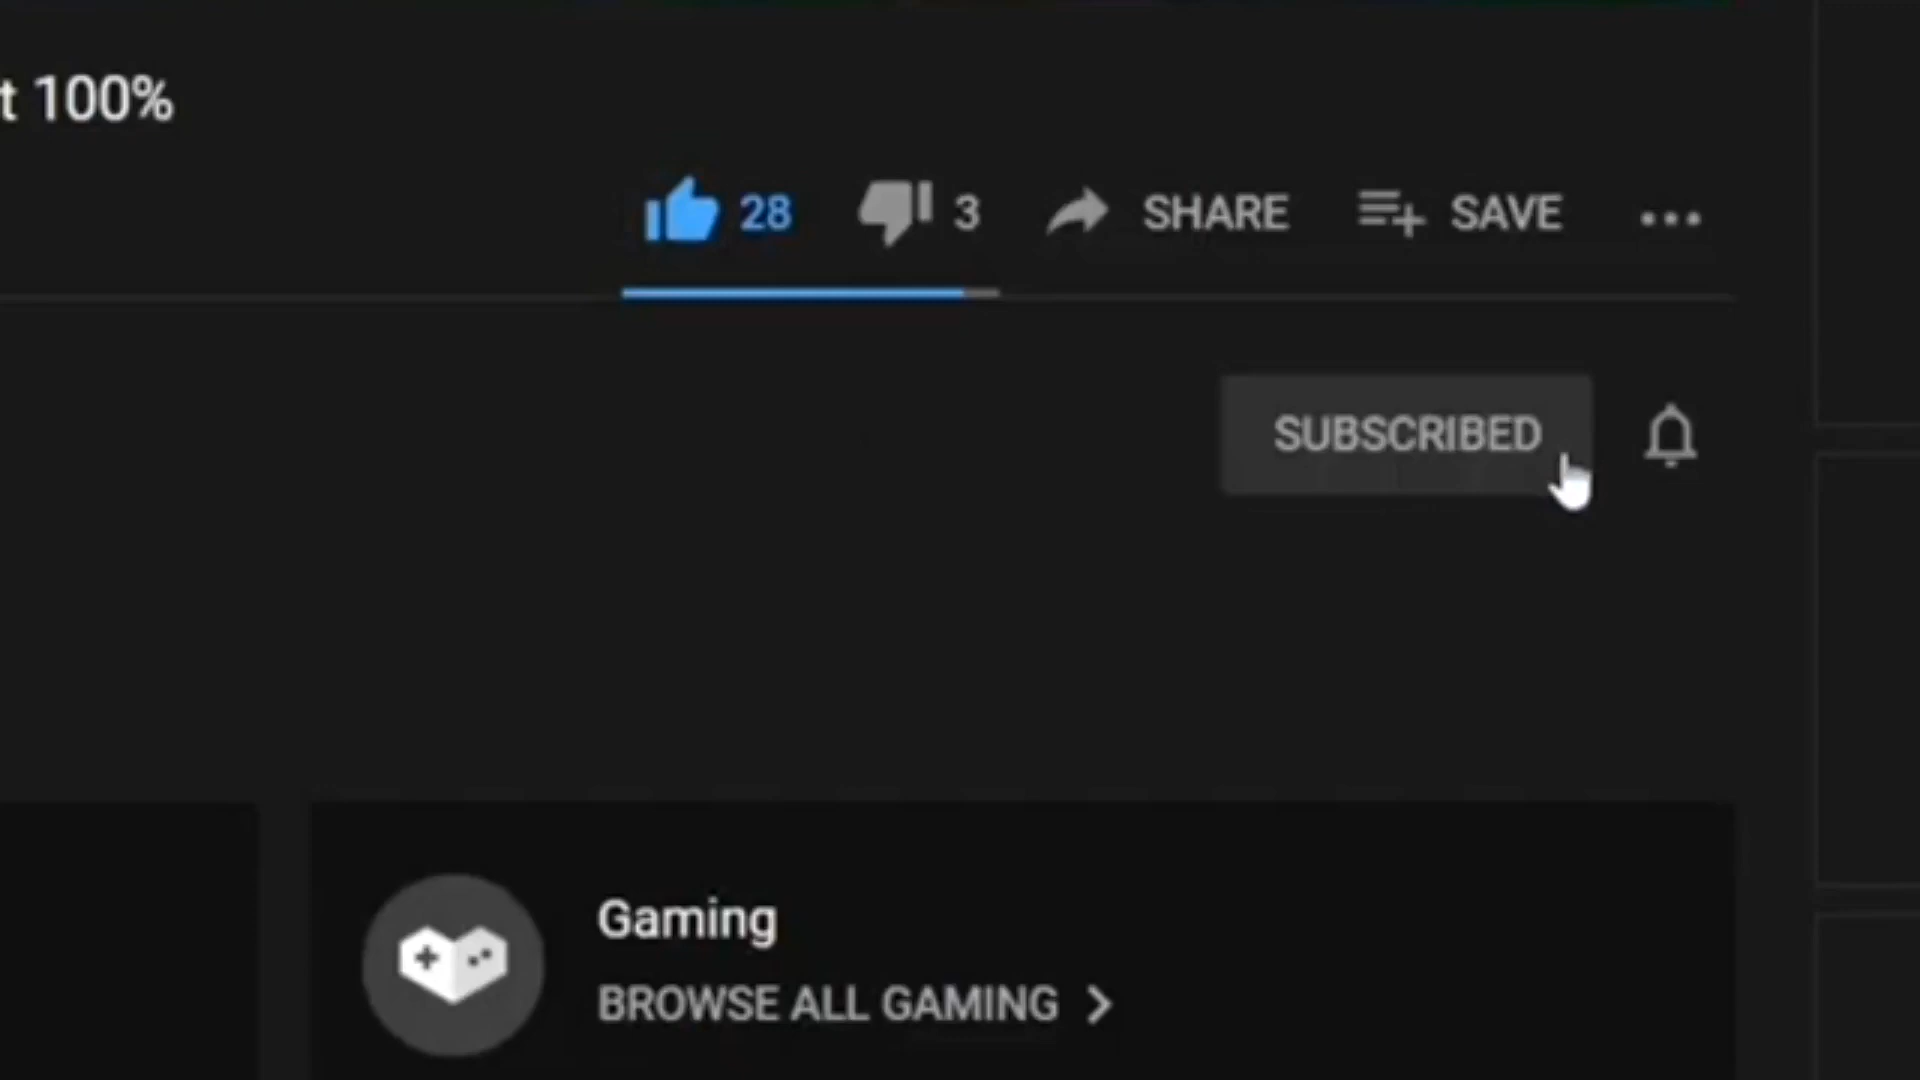 t 100%
28 3 SHARE SAVE
SUBSCRIBED
Gaming
BROWSE ALL GAMING